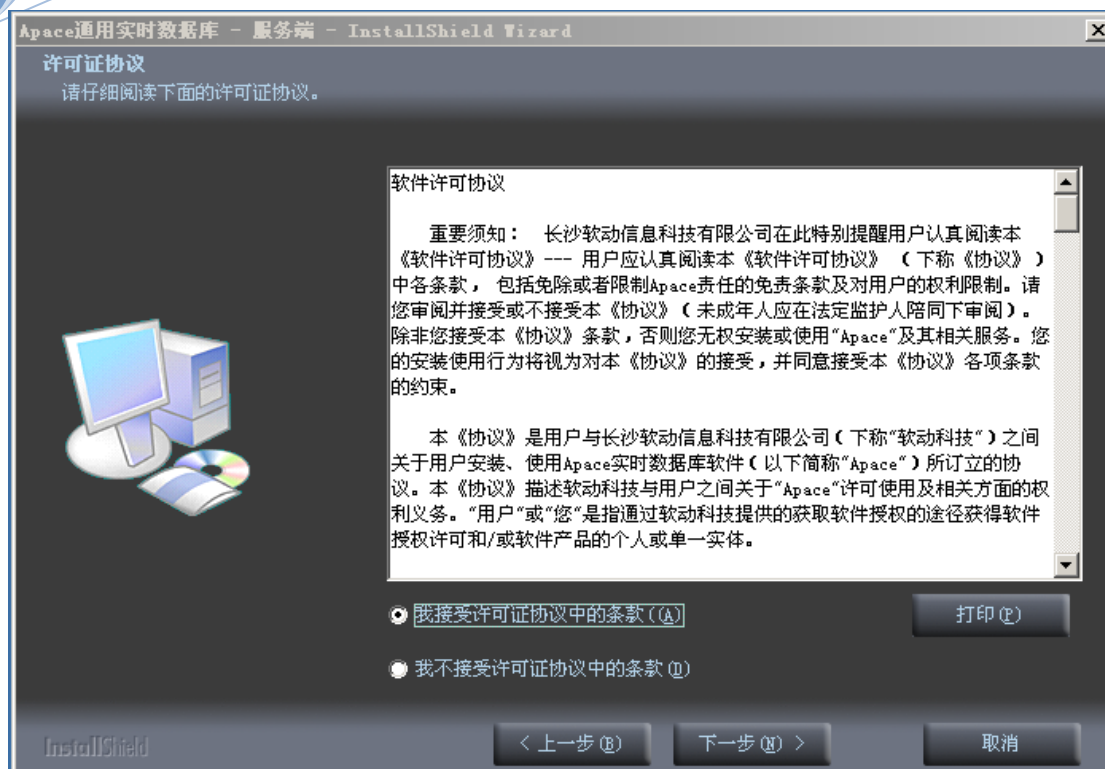 Apace通用实时数据库 - 服务端 - InstallShield Wizard
许可证协议
请仔细阅读下面的许可证协议。
软件许可协议
重要须知： 长沙软动信息科技有限公司在此特别提醒用户认真阅读本
《软件许可协议》--- 用户应认真阅读本《软件许可协议》 （下称《协议》）
中各条款， 包括免除或者限制Apace责任的免责条款及对用户的权利限制。请
您审阅并接受或不接受本《协议》（未成年人应在法定监护人陪同下审阅）。
除非您接受本《协议》条款，否则您无权安装或使用"Apace"及其相关服务。您
的安装使用行为将视为对本《协议》的接受，并同意接受本《协议》各项条款
的约束。
本《协议》是用户与长沙软动信息科技有限公司（下称"软动科技"）之间
关于用户安装、使用Apace实时数据库软件（以下简称"Apace"）所订立的协
议。本《协议》描述软动科技与用户之间关于"Apace"许可使用及相关方面的权
利义务。"用户"或"您"是指通过软动科技提供的获取软件授权的途径获得软件
授权许可和/或软件产品的个人或单一实体。
我接受许可证协议中的条款((A)
打印(P)
我不接受许可证协议中的条款(D)
InstallShield
< 上一步(B)
下一步(N) >
取消